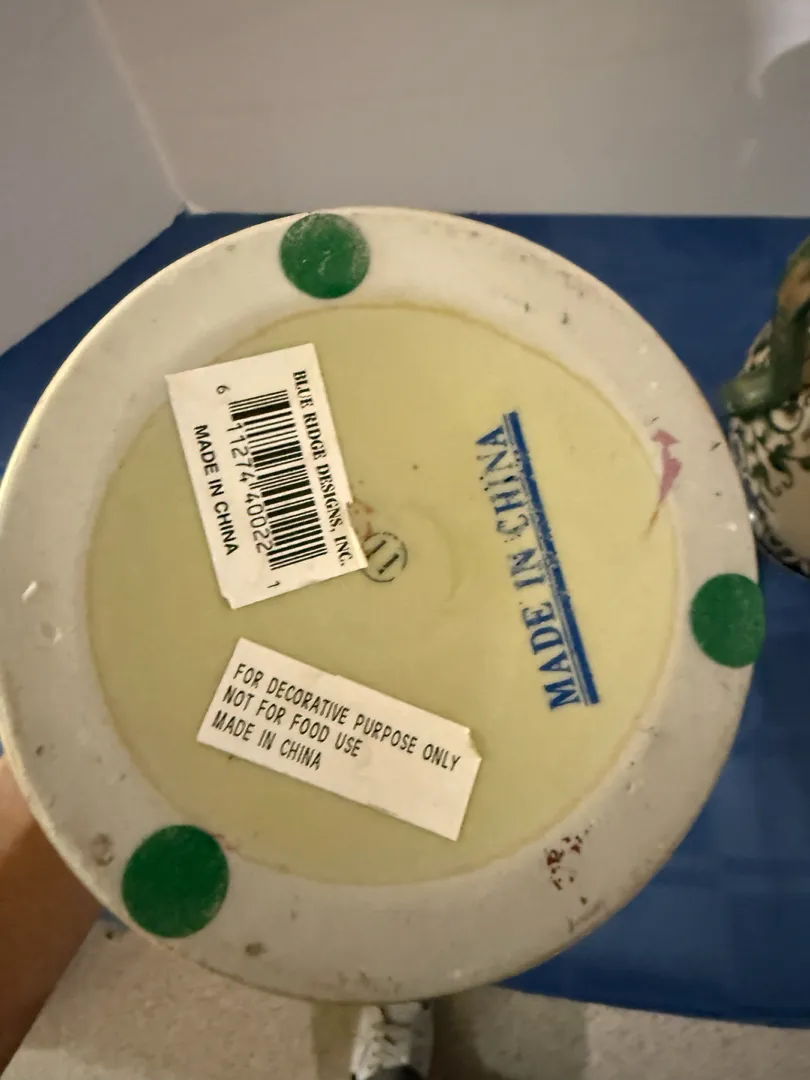 BLUE RIDGE DESIGNS, INC.
6 11274 40022 1
MADE IN CHINA
11
MADE IN CHINA
FOR DECORATIVE PURPOSE ONLY
NOT FOR FOOD USE
MADE IN CHINA